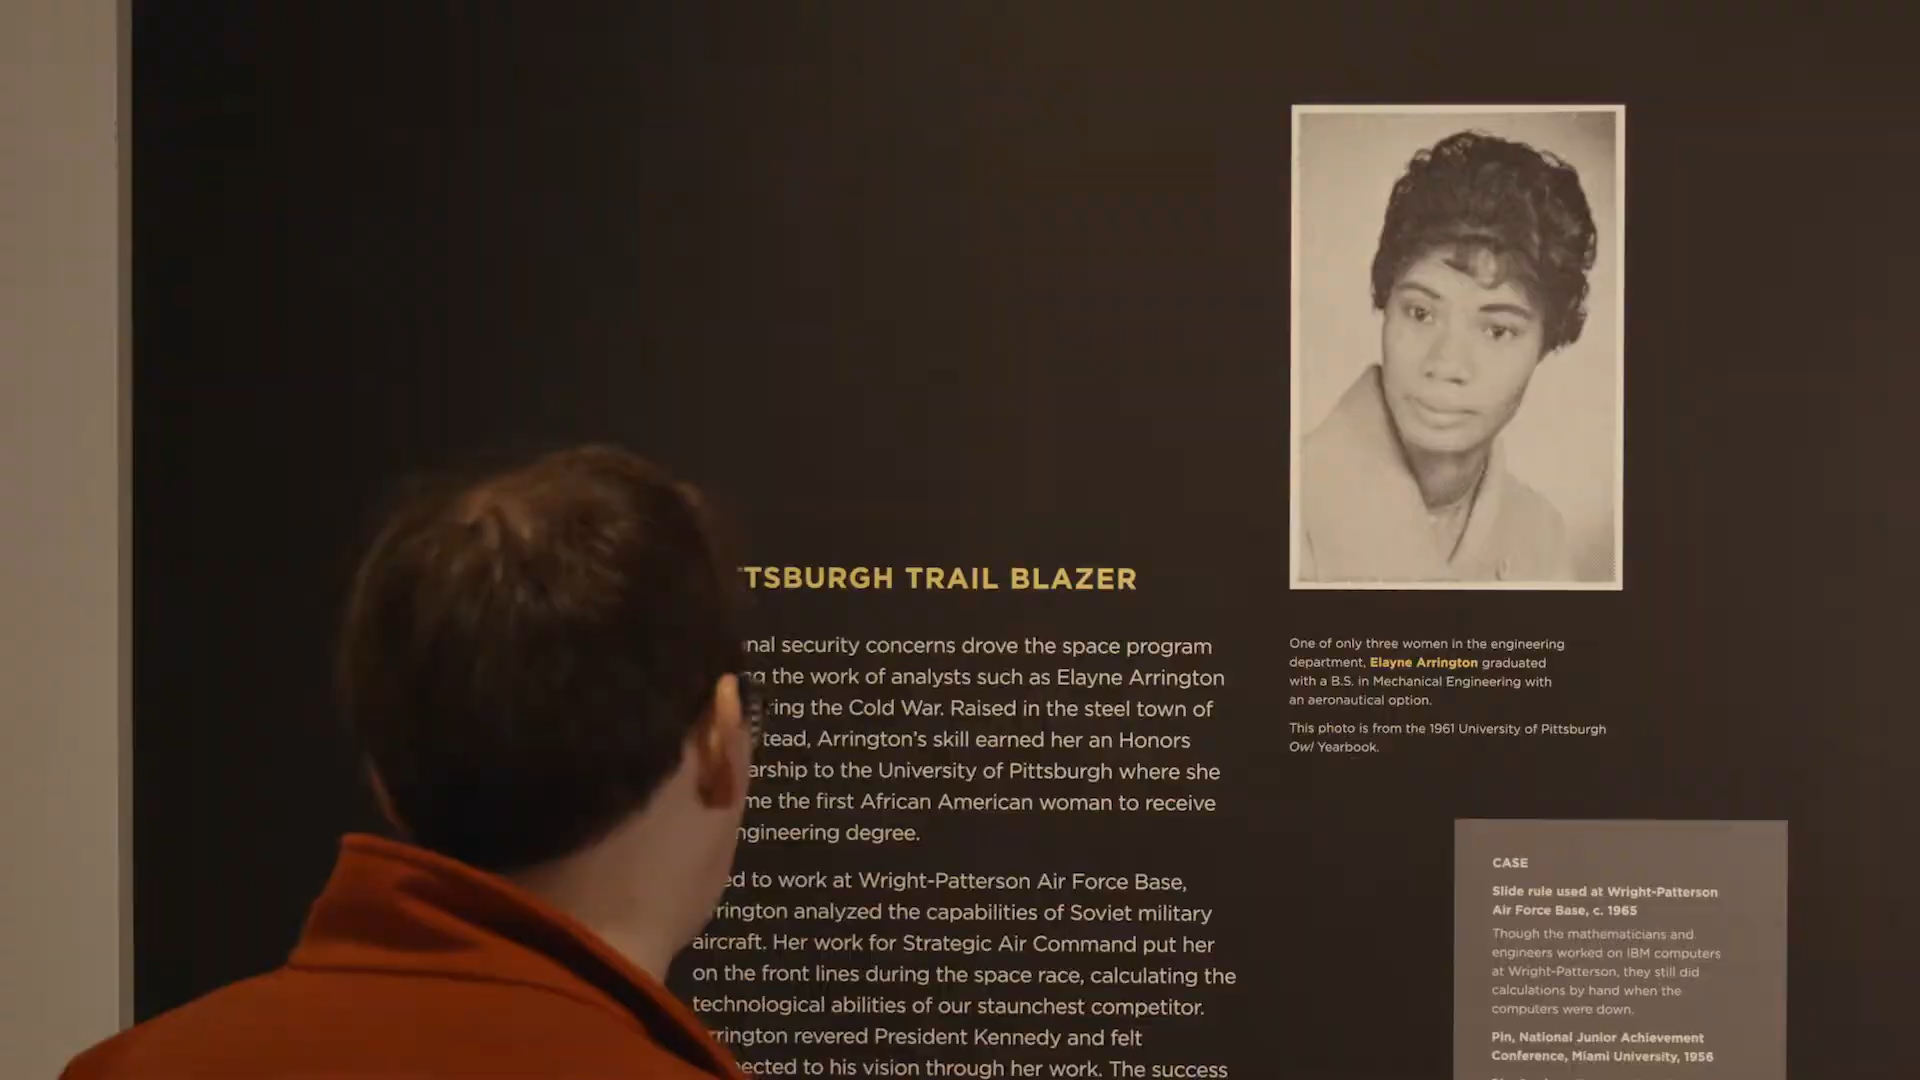 TSBURGH TRAIL BLAZER
security concerns drove the space program
the work of analysts such as Elayne Arrington
the Cold War. Raised in the steel town of
Arrington's skill earned her an Honors
to the University of Pittsburgh where she
the first African American woman to receive
ngineering degree.
to work at Wright-Patterson Air Force Base,
rrington analyzed the capabilities of Soviet military
aircraft. Her work for Strategic Air Command put her
on the front lines during the space race, calculating the
technological abilities of our staunchest competitor.
rrington revered President Kennedy and felt
to his vision through her work. The success
One of only three women in the engineering
department, Elayne Arrington graduated
with a B.S. in Mechanical Engineering with
an aeronautical option.
This photo is from the 1961 University of Pittsburgh
Owl Yearbook.
CASE
Slide rule used at Wright-Patterson
Air Force Base, c. 1965
Though the mathematicians and
engineers worked on IBM computers
at Wright-Patterson, they still did
calculations by hand when the
computers were down.
Pin, National Junior Achievement
Conference, Miami University, 1956